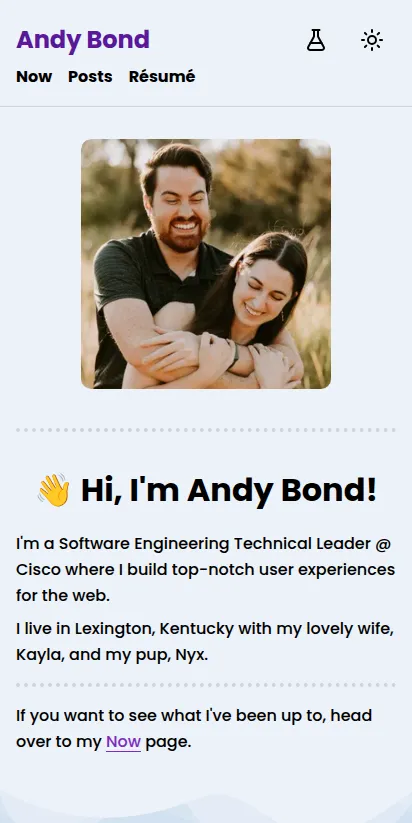 Andy Bond
Now Posts Résumé
👋 Hi, I'm Andy Bond!
I'm a Software Engineering Technical Leader @
Cisco where I build top-notch user experiences
for the web.
I live in Lexington, Kentucky with my lovely wife,
Kayla, and my pup, Nyx.
If you want to see what I've been up to, head
over to my Now page.